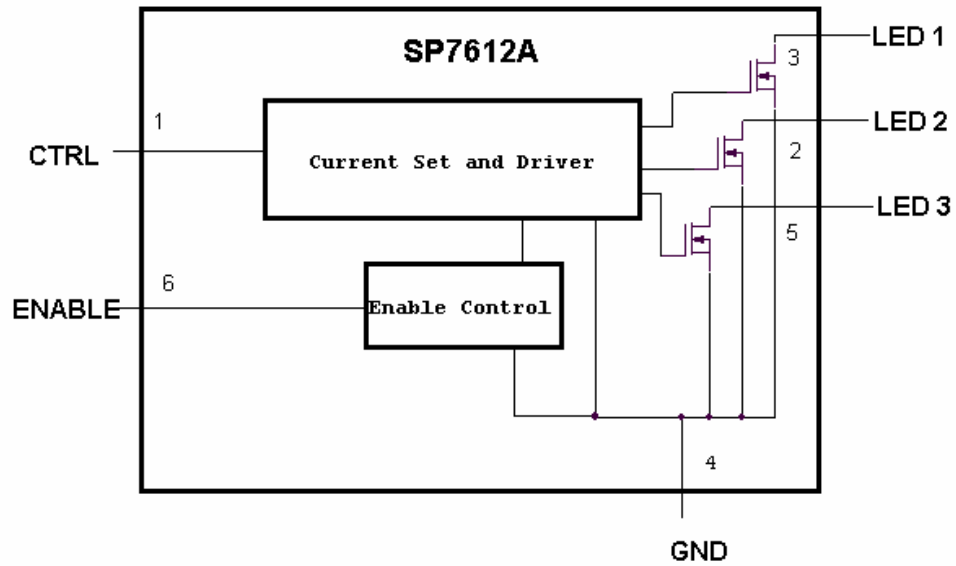 SP7612A
LED 1
3
1
LED 2
CTRL
Current Set and Driver
2
LED 3
5
6
ENABLE
Enable Control
4
GND